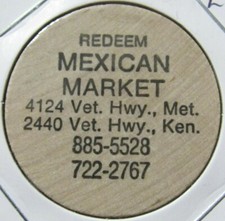 REDEEM
MEXICAN
MARKET
4124 Vet. Hwy., Met.
2440 Vet. Hwy., Ken.
885-5528
722-2767